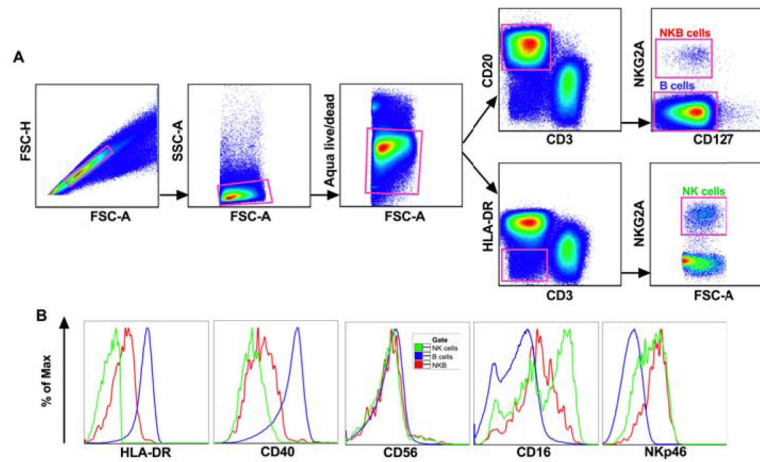 A
FSC-H
FSC-A
SSC-A
FSC-A
Aqua live/dead
FSC-A
CD20
CD3
NKG2A
NKB cells
B cells
CD127
HLA-DR
CD3
NKG2A
NK cells
FSC-A
B
% of Max
HLA-DR
CD40
CD56
Gate
NK cells
B cells
NKB
CD16
NKp46